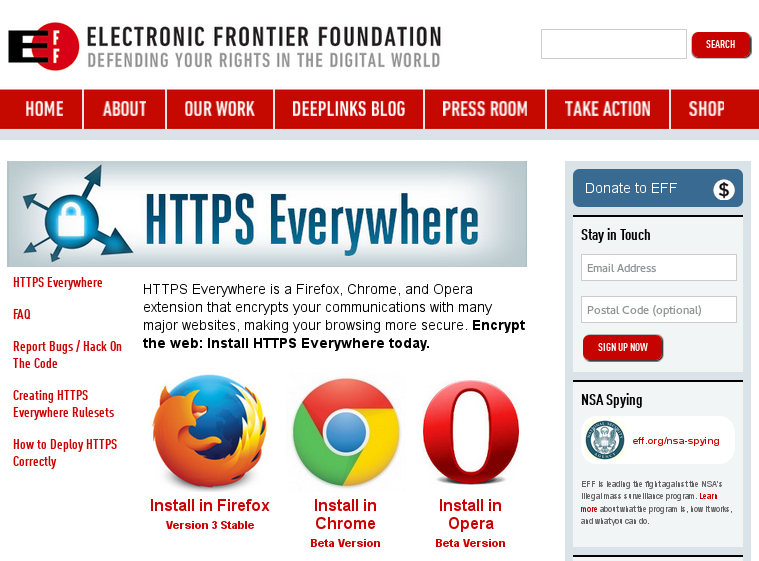 EFF
ELECTRONIC FRONTIER FOUNDATION
DEFENDING YOUR RIGHTS IN THE DIGITAL WORLD
SEARCH
HOME
ABOUT
OUR WORK
DEEPLINKS BLOG
PRESS ROOM
TAKE ACTION
SHOP
HTTPS Everywhere
HTTPS Everywhere
FAQ
Report Bugs / Hack On
The Code
Creating HTTPS
Everywhere Rulesets
How to Deploy HTTPS
Correctly
HTTPS Everywhere is a Firefox, Chrome, and Opera
extension that encrypts your communications with many
major websites, making your browsing more secure. Encrypt
the web: Install HTTPS Everywhere today.
Install in Firefox
Version 3 Stable
Install in
Chrome
Beta Version
Install in
Opera
Beta Version
Donate to EFF $
Stay in Touch
Email Address
Postal Code (optional)
SIGN UP NOW
NSA Spying
eff.org/nsa-spying
EFF is leading the fight against the NSA's
illegal mass surveillance program. Learn
more about what the program is, how it works,
and what you can do.